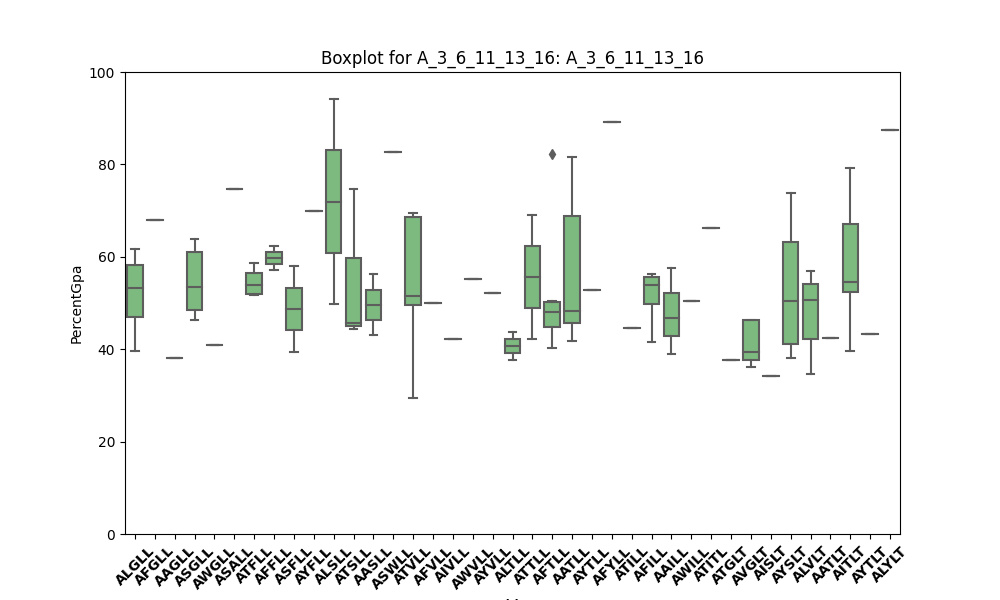 Boxplot for A_3_6_11_13_16: A_3_6_11_13_16
PercentGpa
100
80
60
40
20
0
ALGLL
AFGLL
AAGLL
ASGLL
AWGLL
ASALL
ATFLL
AFFLL
ASFLL
AYFLL
ALSLL
ATSLL
AASLL
ASWLL
ATVLL
AFVLL
AIVLL
AWVLL
AYVLL
ALTLL
ATTLL
AFTLL
AATLL
AYTLL
AFYLL
ATILL
AFILL
AAILL
AWILL
ATITL
ATGLT
AVGLT
AISLT
AYSLT
ALVLT
AATLT
AITLT
AYTLT
ALYLT